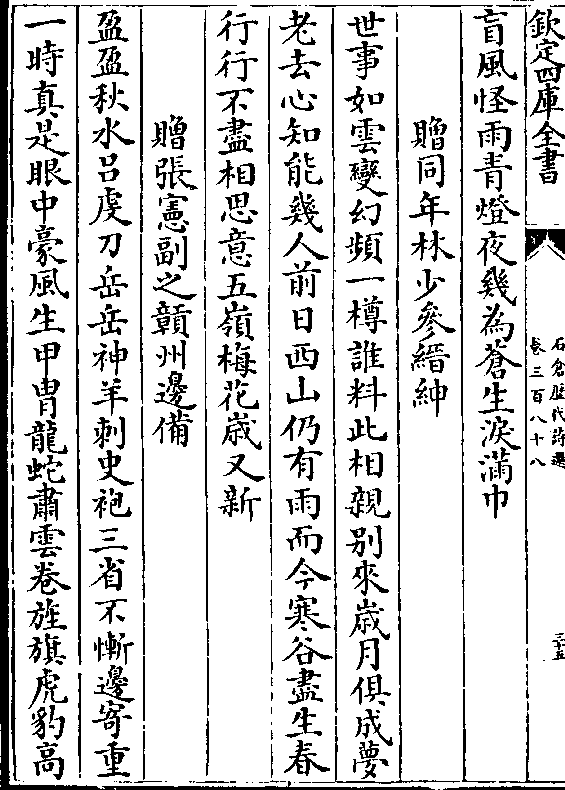 欽定四庫全書
石倉歷代詩選
卷三百八十八
三十五
盲風怪雨青燈夜幾為蒼生淚滿巾
贈同年林少參縉紳
世事如雲變幻頻一樽誰料此相親别來歲月俱成夢
老去心知能幾人前日西山仍有雨而今寒谷盡生春
行行不盡相思意五嶺梅花歲又新
贈張憲副之贛州邊備
盈盈秋水吕虔刀岳岳神羊刺史袍三省不慚邊寄重
一時真是眼中豪風生甲胄龍蛇肅雲卷旌旗虎豹高